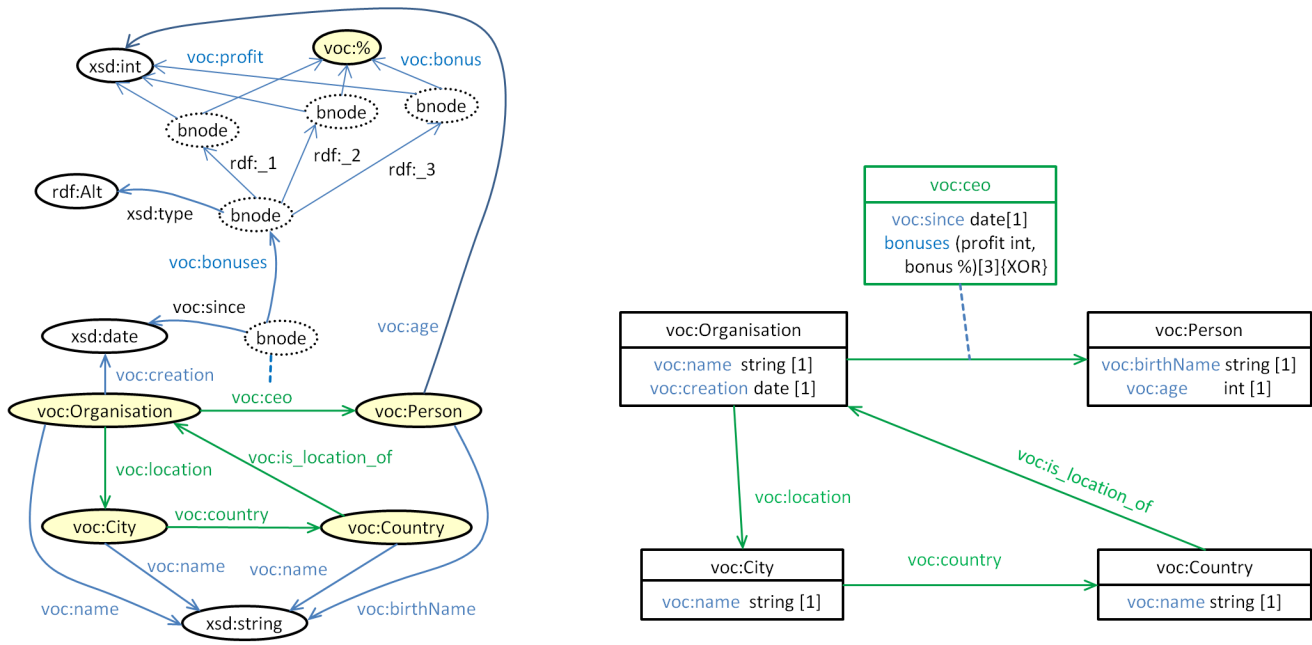 voc:profit
voc:%
voc:bonus
xsd:int
bnode
bnode
bnode
rdf:_1
rdf:_2
rdf:_3
rdf:Alt
xsd:type
bnode
voc:bonuses
voc:since
xsd:date
bnode
voc:age
voc:creation
voc:Organisation
voc:ceo
voc:Person
voc:location
voc:is_location_of
voc:City
voc:country
voc:Country
voc:name
voc:name
voc:name
voc:birthName
xsd:string
voc:ceo
voc:since date[1]
bonuses (profit int,
bonus %)[3]{XOR}
voc:Organisation
voc:name string [1]
voc:creation date [1]
voc:Person
voc:birthName string [1]
voc:age int [1]
voc:location
voc:is_location_of
voc:City
voc:name string [1]
voc:country
voc:Country
voc:name string [1]